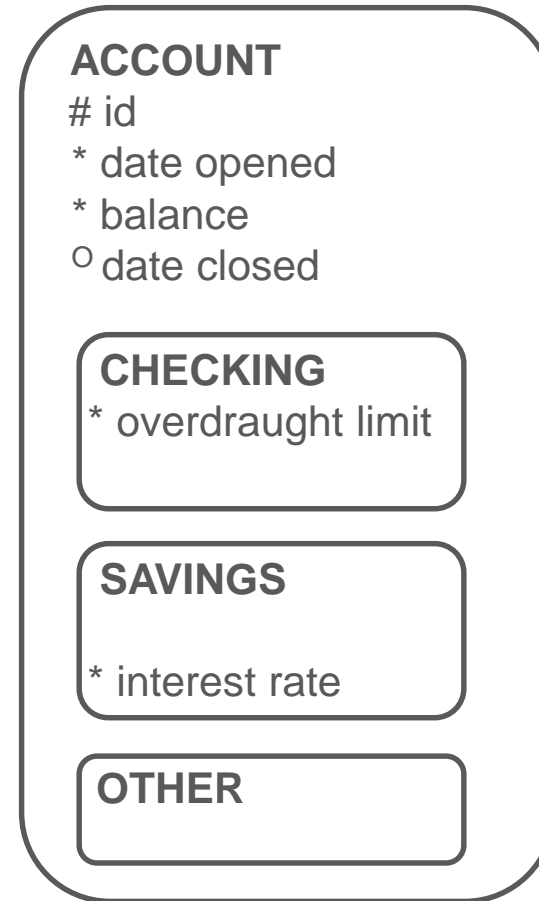 ACCOUNT
# id
* date opened
* balance
O date closed
CHECKING
* overdraught limit
SAVINGS
* interest rate
OTHER